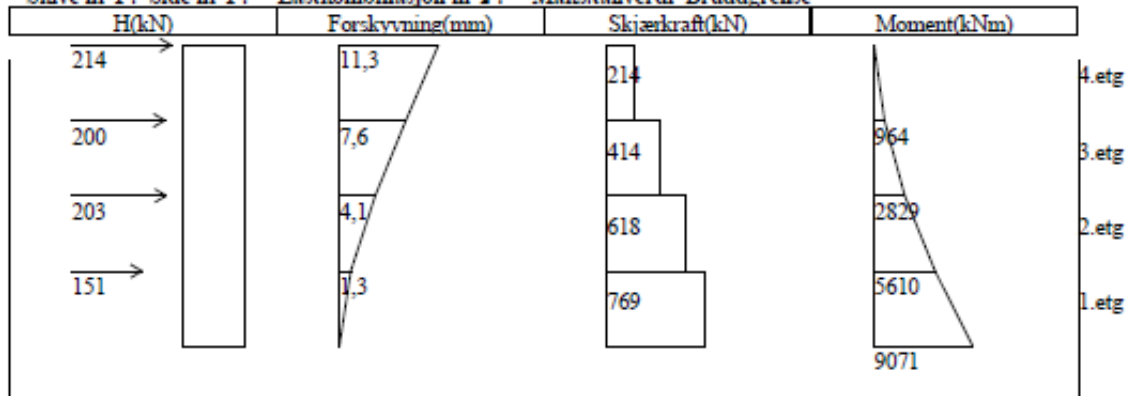 H(kN) Forskyvning(mm) Skjærkraft(kN) Moment(kNm)
214 11,3 214 4.etg
200 7,6 414 964 3.etg
203 4,1 618 2829 2.etg
151 1,3 769 5610 1.etg
9071